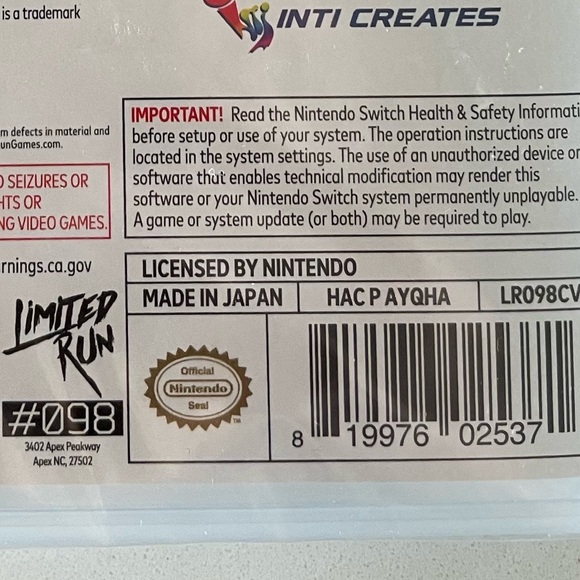 is a trademark
INTI CREATES
m defects in material and
unGames.com.
SEIZURES OR
HTS OR
NG VIDEO GAMES.
IMPORTANT! Read the Nintendo Switch Health & Safety Informati
before setup or use of your system. The operation instructions are
located in the system settings. The use of an unauthorized device or
software that enables technical modification may render this
software or your Nintendo Switch system permanently unplayable.
A game or system update (or both) may be required to play.
rnings.ca.gov
LICENSED BY NINTENDO
MADE IN JAPAN HAC P AYQHA LR098CV
LIMITED
RUN
#098
3402 Apex Peakway
Apex NC, 27502
Official
Nintendo
Seal
TM
8 19976 02537